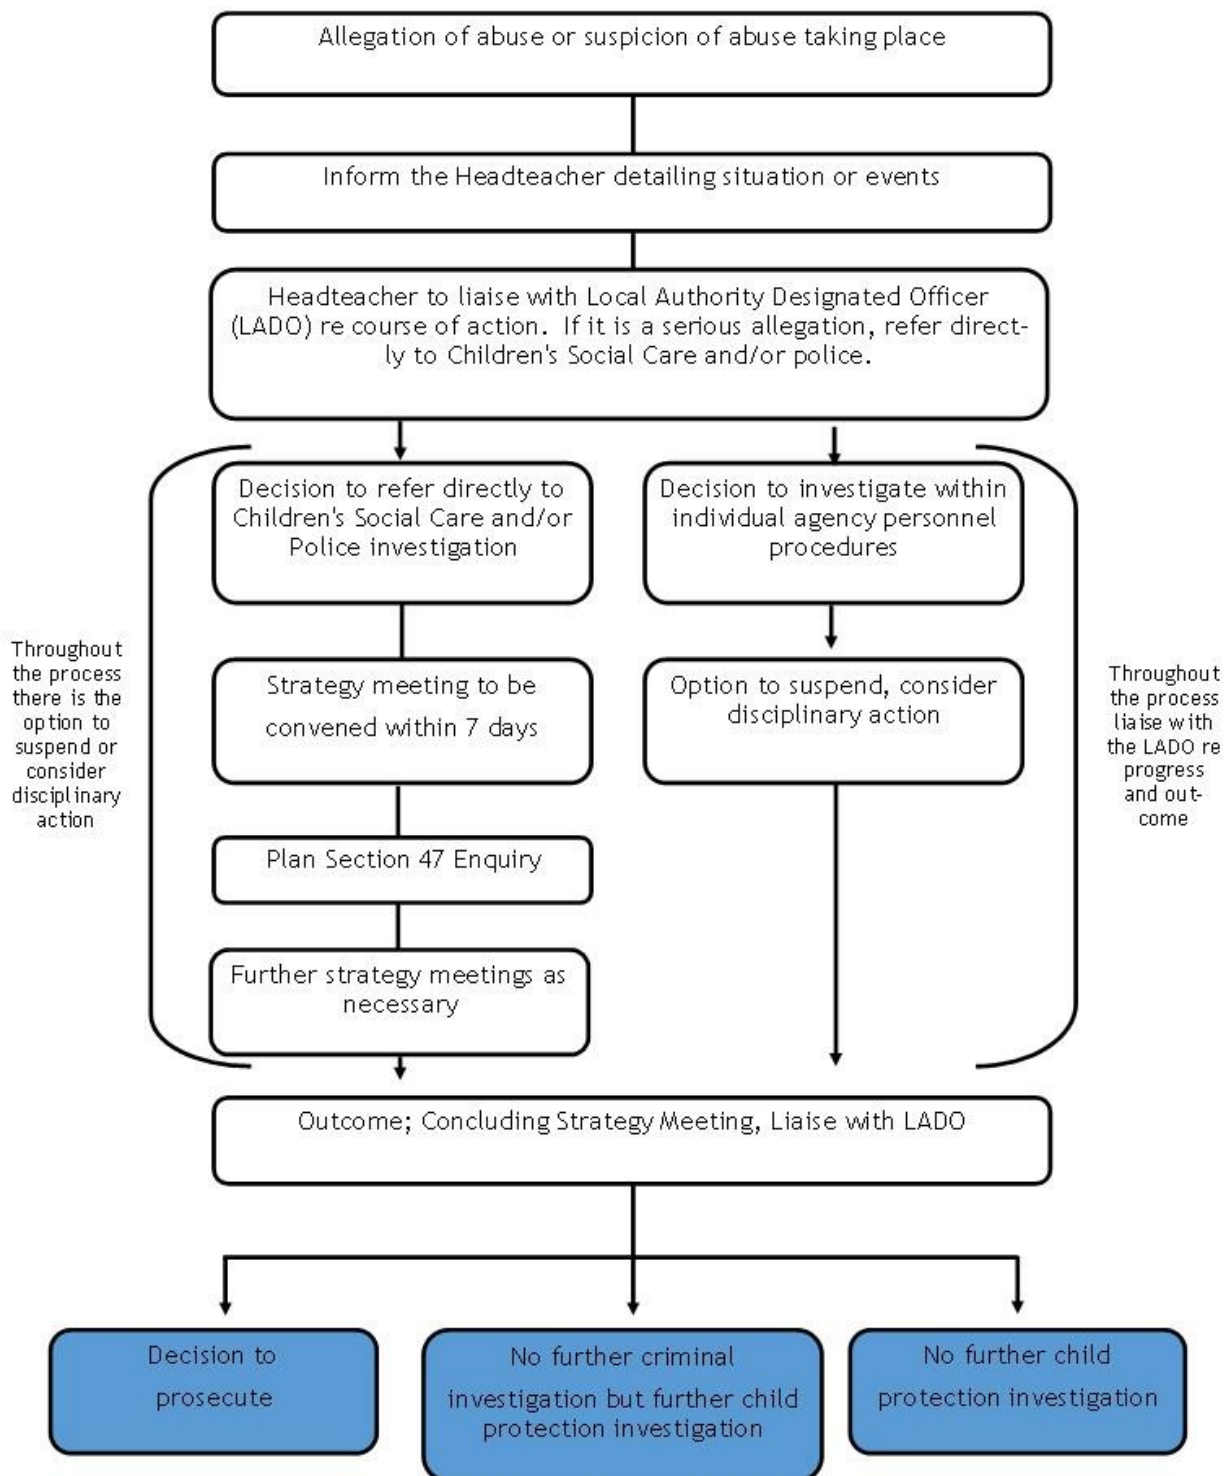 Allegation of abuse or suspicion of abuse taking place
Inform the Headteacher detailing situation or events
Headteacher to liaise with Local Authority Designated Officer
(LADO) re course of action.  If it is a serious allegation, refer direct-
ly to Children's Social Care and/or police.
Decision to refer directly to
Children's Social Care and/or
Police investigation
Decision to investigate within
individual agency personnel
procedures
Throughout
the process
there is the
option to
suspend or
consider
disciplinary
action
Strategy meeting to be
convened within 7 days
Option to suspend, consider
disciplinary action
Throughout
the process
liaise with
the LADO re
progress
and out-
come
Plan Section 47 Enquiry
Further strategy meetings as
necessary
Outcome; Concluding Strategy Meeting, Liaise with LADO
Decision to
prosecute
No further criminal
investigation but further child
protection investigation
No further child
protection investigation